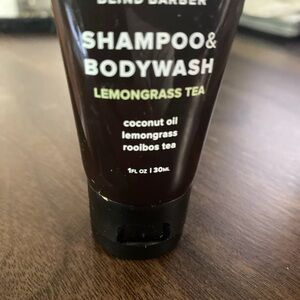 BLIND BARBER
SHAMPOO&
BODYWASH
LEMONGRASS TEA
coconut oil
lemongrass
rooibos tea
1FL OZ | 30ML